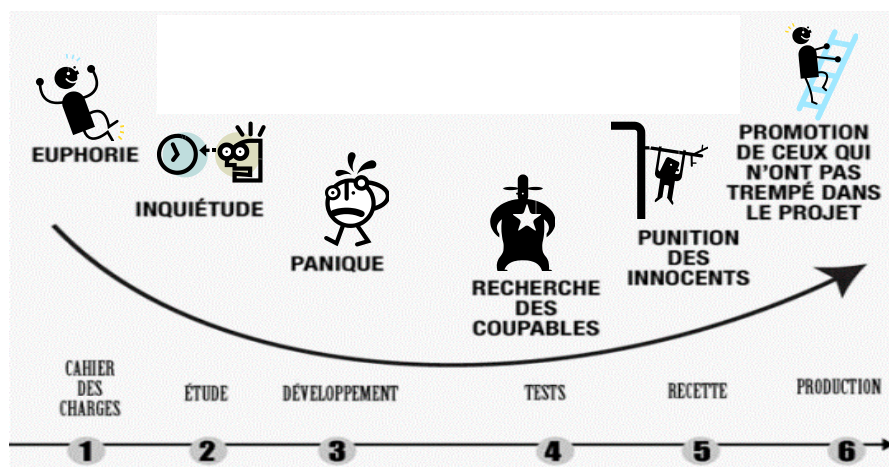 EUPHORIE
INQUIÉTUDE
PANIQUE
RECHERCHE
DES
COUPABLES
PUNITION
DES
INNOCENTS
PROMOTION
DE CEUX QUI
N'ONT PAS
TREMPÉ DANS
LE PROJET
CAHIER
DES
CHARGES
ÉTUDE
DÉVELOPPEMENT
TESTS
RECETTE
PRODUCTION
1
2
3
4
5
6